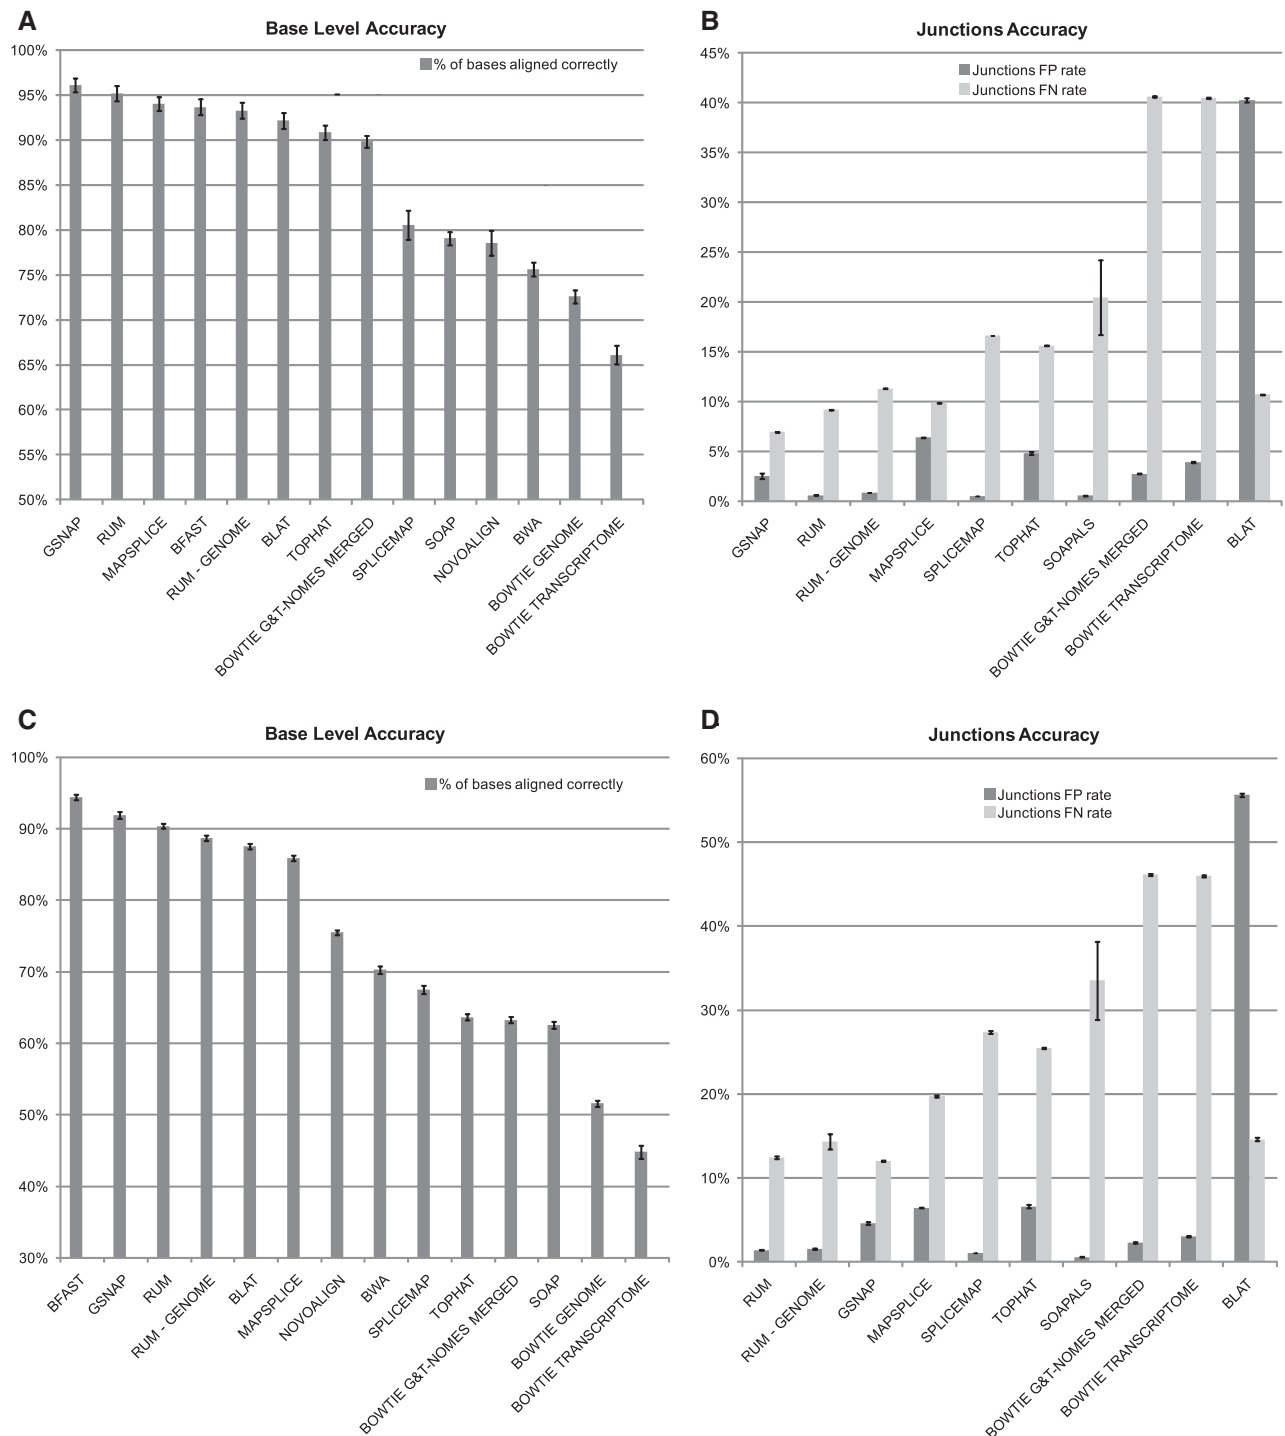 A
Base Level Accuracy
% of bases aligned correctly
100%
95%
90%
85%
80%
75%
70%
65%
60%
55%
50%
GSNAP
RUM
MAPSPLICE
BFAST
RUM - GENOME
BLAT
TOPHAT
BOWTIE G&T-NOMES MERGED
SPLICEMAP
SOAP
NOVOALIGN
BWA
BOWTIE GENOME
BOWTIE TRANSCRIPTOME
B
Junctions Accuracy
Junctions FP rate
Junctions FN rate
45%
40%
35%
30%
25%
20%
15%
10%
5%
0%
GSNAP
RUM
RUM - GENOME
MAPSPLICE
SPLICEMAP
TOPHAT
SOAPALS
BOWTIE G&T-NOMES MERGED
BOWTIE TRANSCRIPTOME
BLAT
C
Base Level Accuracy
% of bases aligned correctly
100%
90%
80%
70%
60%
50%
40%
30%
BFAST
GSNAP
RUM
RUM - GENOME
BLAT
MAPSPLICE
NOVOALIGN
BWA
SPLICEMAP
TOPHAT
BOWTIE G&T-NOMES MERGED
SOAP
BOWTIE GENOME
BOWTIE TRANSCRIPTOME
D
Junctions Accuracy
Junctions FP rate
Junctions FN rate
60%
50%
40%
30%
20%
10%
0%
RUM
RUM - GENOME
GSNAP
MAPSPLICE
SPLICEMAP
TOPHAT
SOAPALS
BOWTIE G&T-NOMES MERGED
BOWTIE TRANSCRIPTOME
BLAT